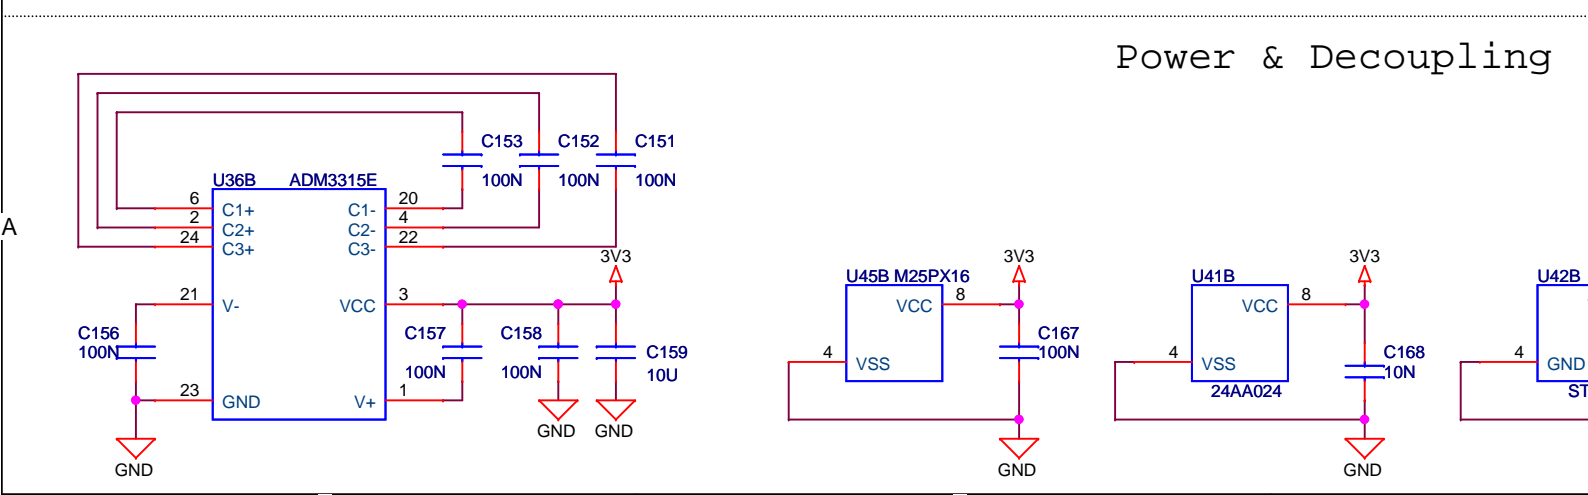 Power & Decoupling
C153 C152 C151
100N 100N 100N
U36B ADM3315E
6 C1+ C1- 20
2 C2+ C2- 4
24 C3+ C3- 22
A
3V3
21 V- VCC 3
C156
100N
C157 C158 C159
100N 100N 10U
23 GND V+ 1
GND GND
GND
3V3
U45B M25PX16
VCC 8
C167
100N
4 VSS
GND
3V3
U41B
VCC 8
C168
10N
4 VSS
24AA024
GND
U42B
4 GND
ST